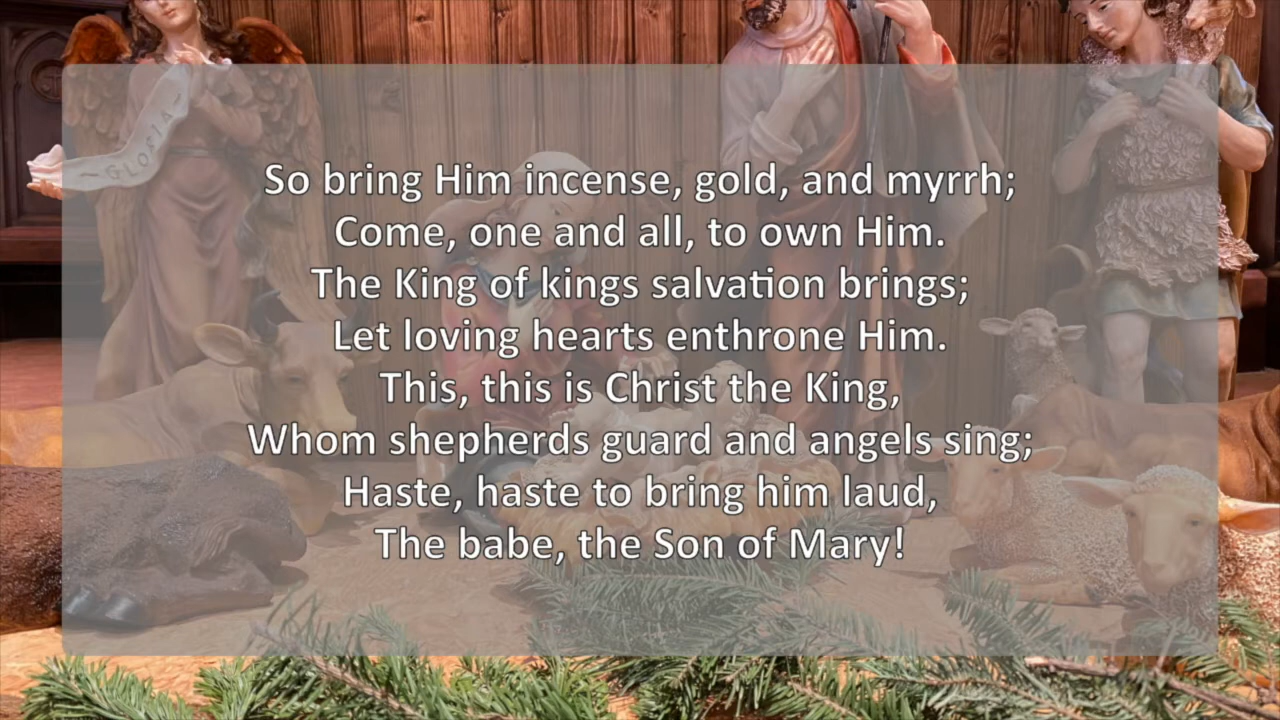 GLORIA
So bring Him incense, gold, and myrrh;
Come, one and all, to own Him.
The King of kings salvation brings;
Let loving hearts enthrone Him.
This, this is Christ the King,
Whom shepherds guard and angels sing;
Haste, haste to bring him laud,
The babe, the Son of Mary!